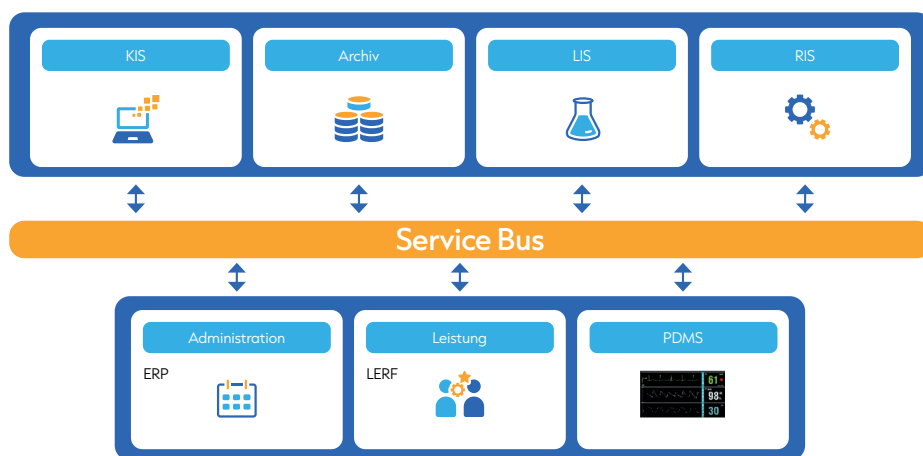 KIS
Archiv
LIS
RIS
Service Bus
Administration
Leistung
PDMS
ERP
LERF
61
98
30